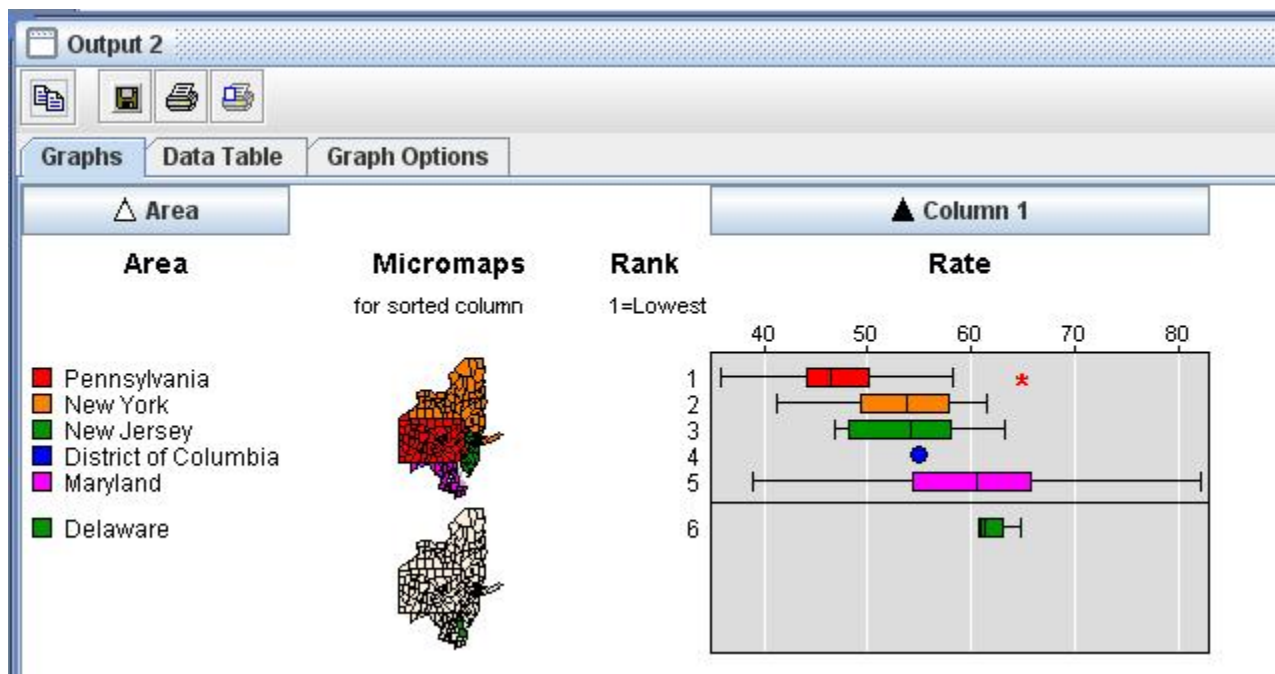 Output 2
Graphs Data Table Graph Options
△ Area ▲ Column 1
Area Micromaps Rank Rate
for sorted column 1=Lowest
40 50 60 70 80
Pennsylvania 1 *
New York 2
New Jersey 3
District of Columbia 4
Maryland 5
Delaware 6